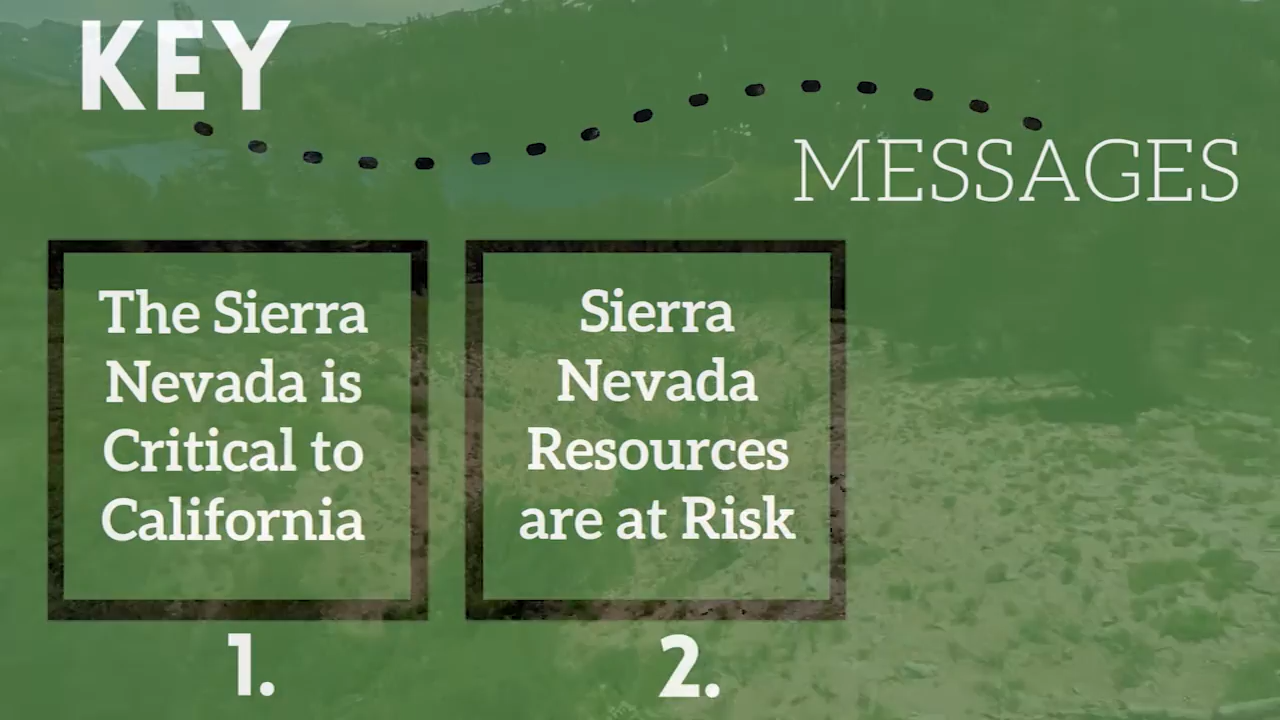 KEY
MESSAGES
The Sierra
Nevada is
Critical to
California
1.
Sierra
Nevada
Resources
are at Risk
2.